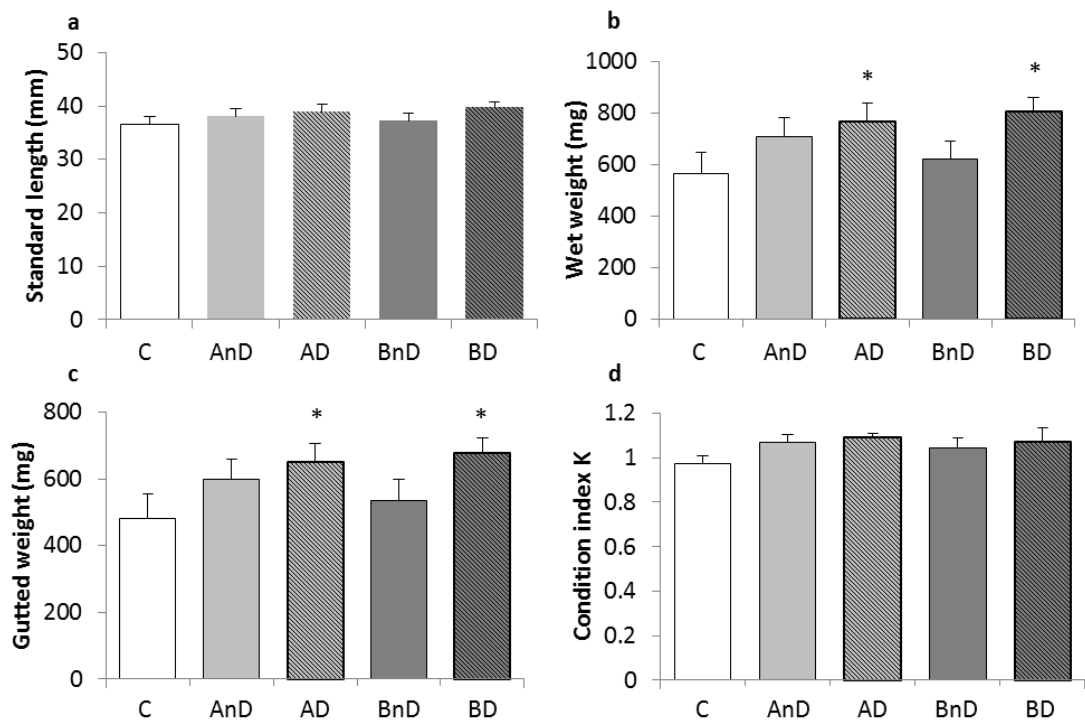 a
Standard length (mm)
50
40
30
20
10
0
C AnD AD BnD BD
b
Wet weight (mg)
1000
800
600
400
200
0
* *
C AnD AD BnD BD
c
Gutted weight (mg)
800
600
400
200
0
* *
C AnD AD BnD BD
d
Condition index K
1.2
1
0.8
0.6
0.4
0.2
0
C AnD AD BnD BD